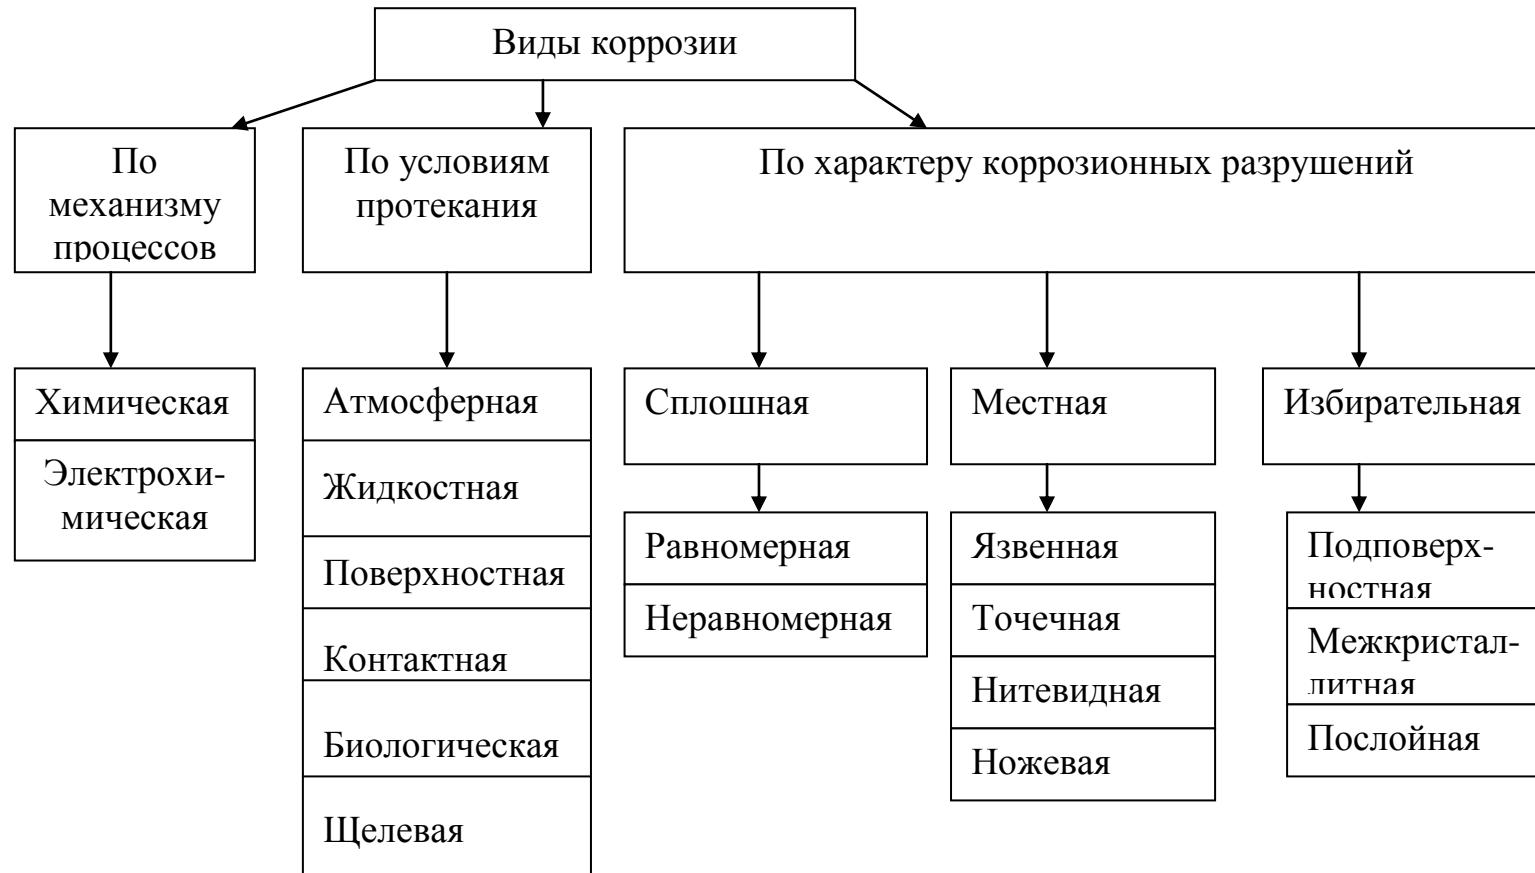 Виды коррозии
По
механизму
процессов
По условиям
протекания
По характеру коррозионных разрушений
Химическая
Электрохи-
мическая
Атмосферная
Жидкостная
Поверхностная
Контактная
Биологическая
Щелевая
Сплошная
Равномерная
Неравномерная
Местная
Язвенная
Точечная
Нитевидная
Ножевая
Избирательная
Подповерх-
ностная
Межкристал-
литная
Послойная